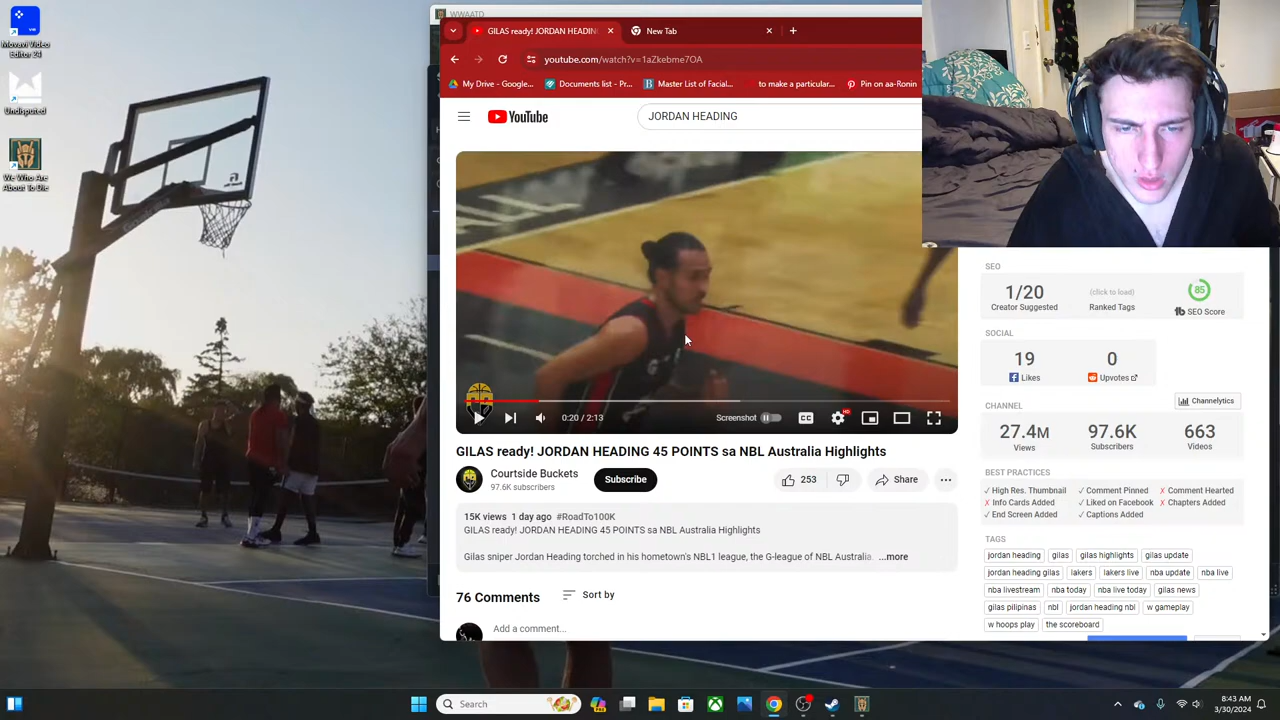 WWAATD
GILAS ready! JORDAN HEADIN
New Tab
youtube.com/watch?v=1aZkebme7OA
My Drive - Google...
Documents list - Pr...
Master List of Facial...
to make a particular...
Pin on aa-Ronin
Movavi Video
Editor 24
Undisputed
We Who Are
About To Die
YouTube
JORDAN HEADING
0:20 / 2:13
Screenshot
CC
HD
GILAS ready! JORDAN HEADING 45 POINTS sa NBL Australia Highlights
Courtside Buckets
97.6K subscribers
Subscribe
253
Share
15K views 1 day ago #RoadTo100K
GILAS ready! JORDAN HEADING 45 POINTS sa NBL Australia Highlights
Gilas sniper Jordan Heading torched in his hometown's NBL1 league, the G-league of NBL Australia. ...more
76 Comments
Sort by
Add a comment...
SEO
1/20
Creator Suggested
(click to load)
Ranked Tags
85
tb SEO Score
SOCIAL
19
Likes
0
Upvotes
CHANNEL
Channelytics
27.4M
Views
97.6K
Subscribers
663
Videos
BEST PRACTICES
✓ High Res. Thumbnail ✓ Comment Pinned ✗ Comment Hearted
✗ Info Cards Added ✓ Liked on Facebook ✗ Chapters Added
✓ End Screen Added ✓ Captions Added
TAGS
jordan heading gilas gilas highlights gilas update
jordan heading gilas lakers lakers live nba update nba live
nba livestream nba today nba live today gilas news
gilas pilipinas nbl jordan heading nbl w gameplay
w hoops play the scoreboard
Search
8:43 AM
3/30/2024